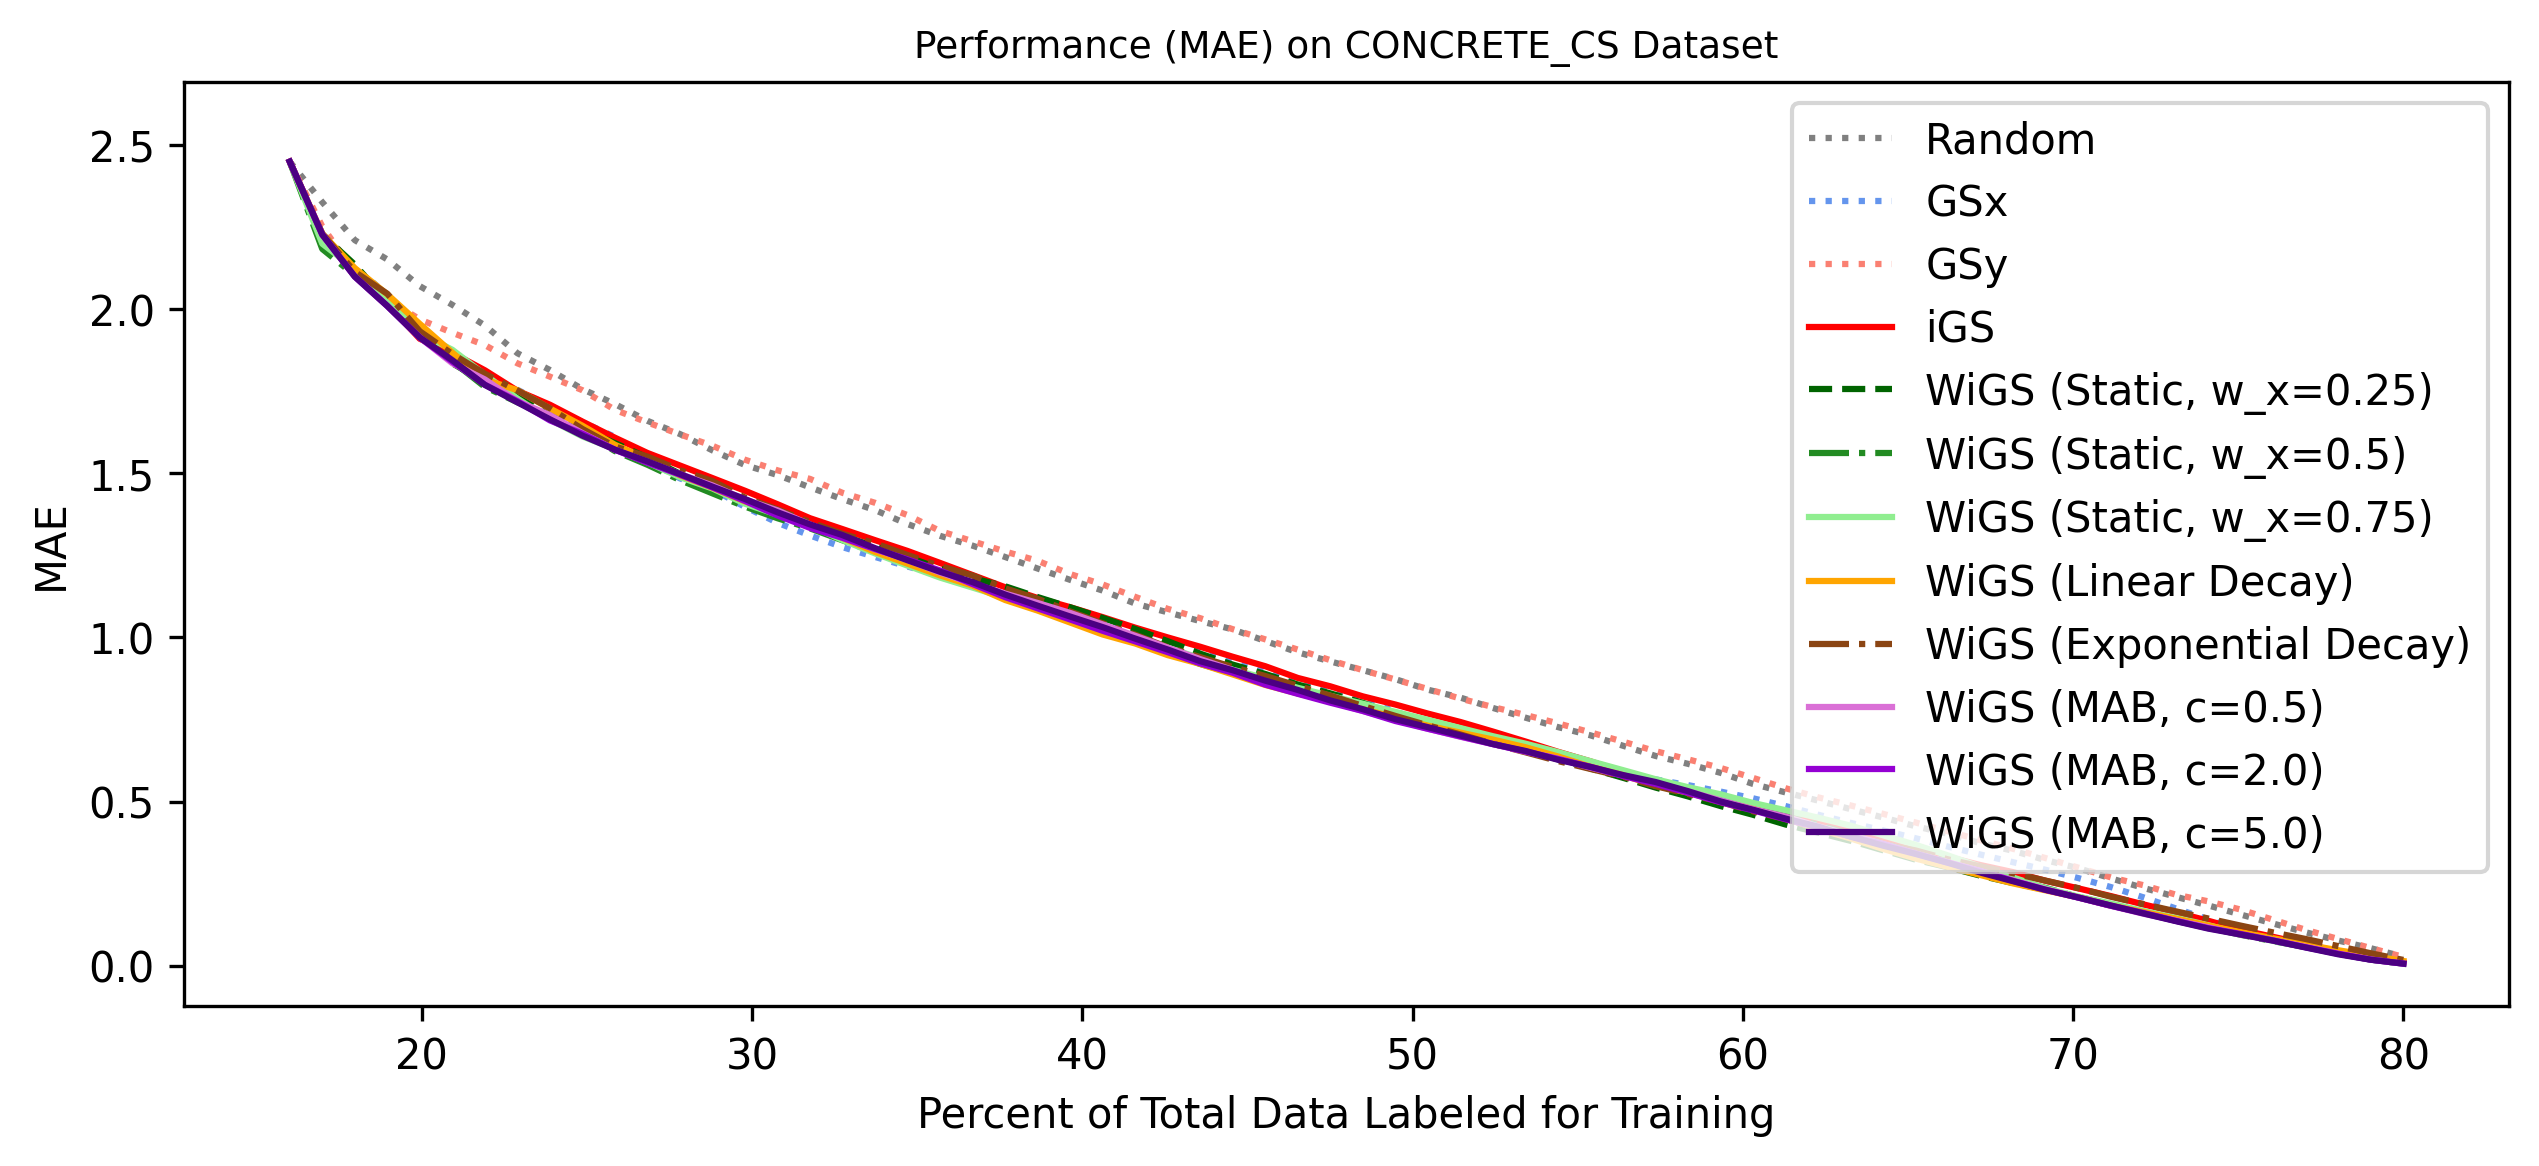 Performance (MAE) on CONCRETE_CS Dataset
MAE
2.5
2.0
1.5
1.0
0.5
0.0
20 30 40 50 60 70 80
Percent of Total Data Labeled for Training
Random
GSx
GSy
iGS
WiGS (Static, w_x=0.25)
WiGS (Static, w_x=0.5)
WiGS (Static, w_x=0.75)
WiGS (Linear Decay)
WiGS (Exponential Decay)
WiGS (MAB, c=0.5)
WiGS (MAB, c=2.0)
WiGS (MAB, c=5.0)